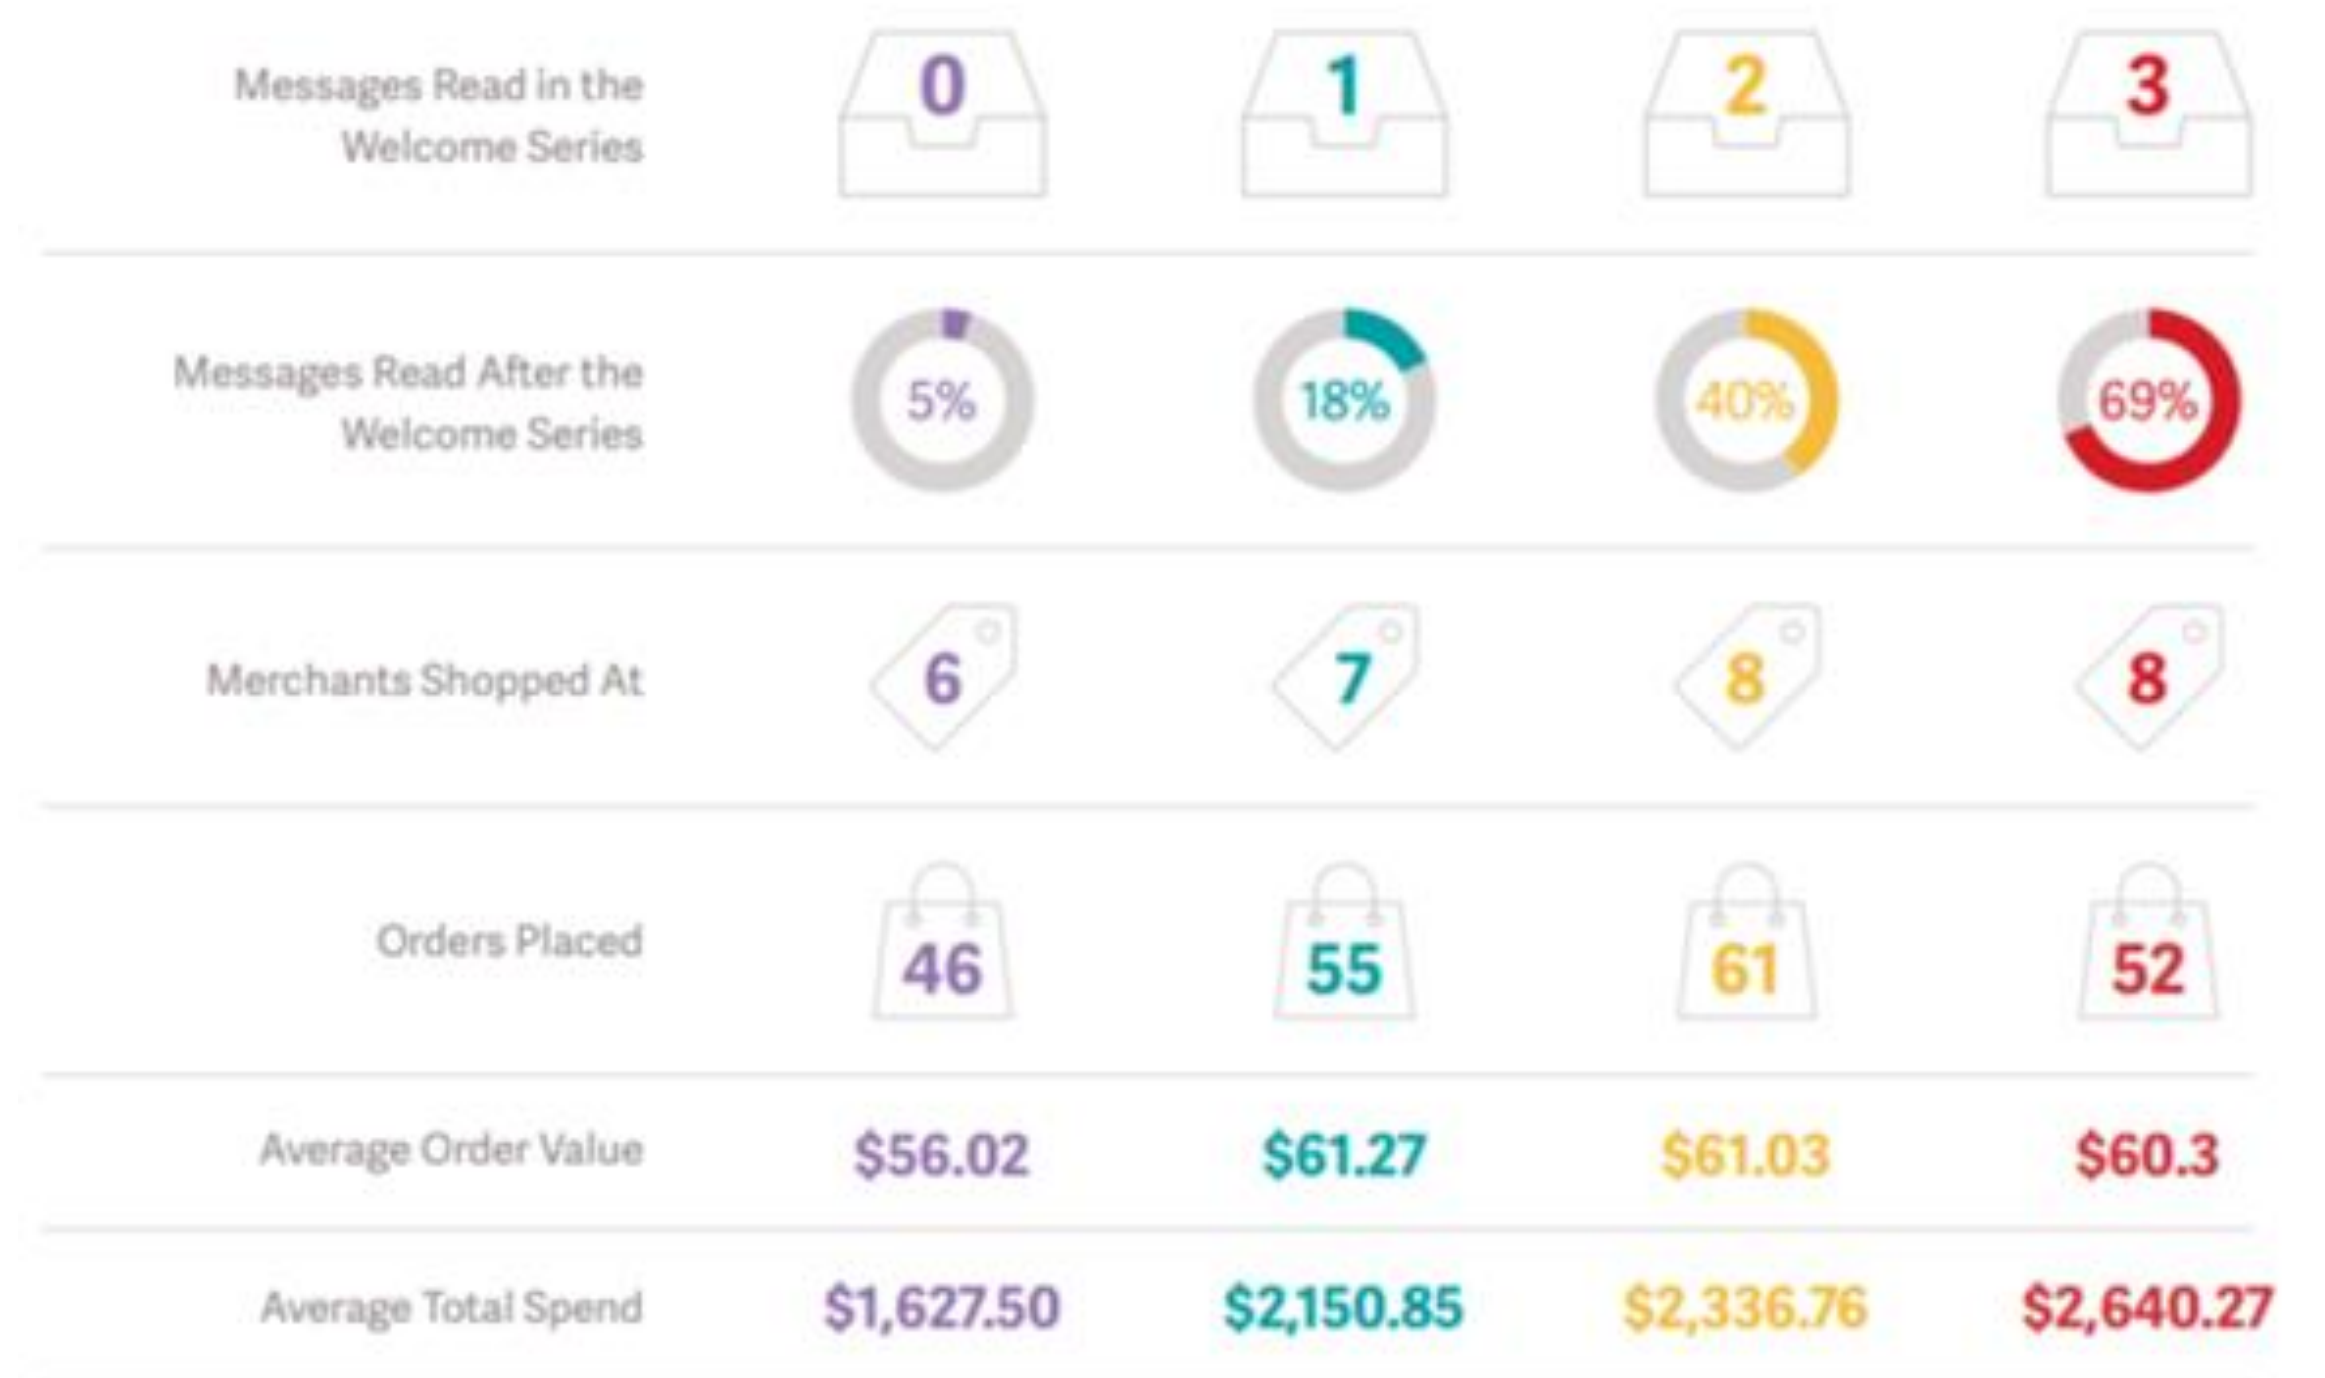 Messages Read in the
Welcome Series
0 1 2 3
Messages Read After the
Welcome Series
5% 18% 40% 69%
Merchants Shopped At
6 7 8 8
Orders Placed
46 55 61 52
Average Order Value
$56.02 $61.27 $61.03 $60.3
Average Total Spend
$1,627.50 $2,150.85 $2,336.76 $2,640.27